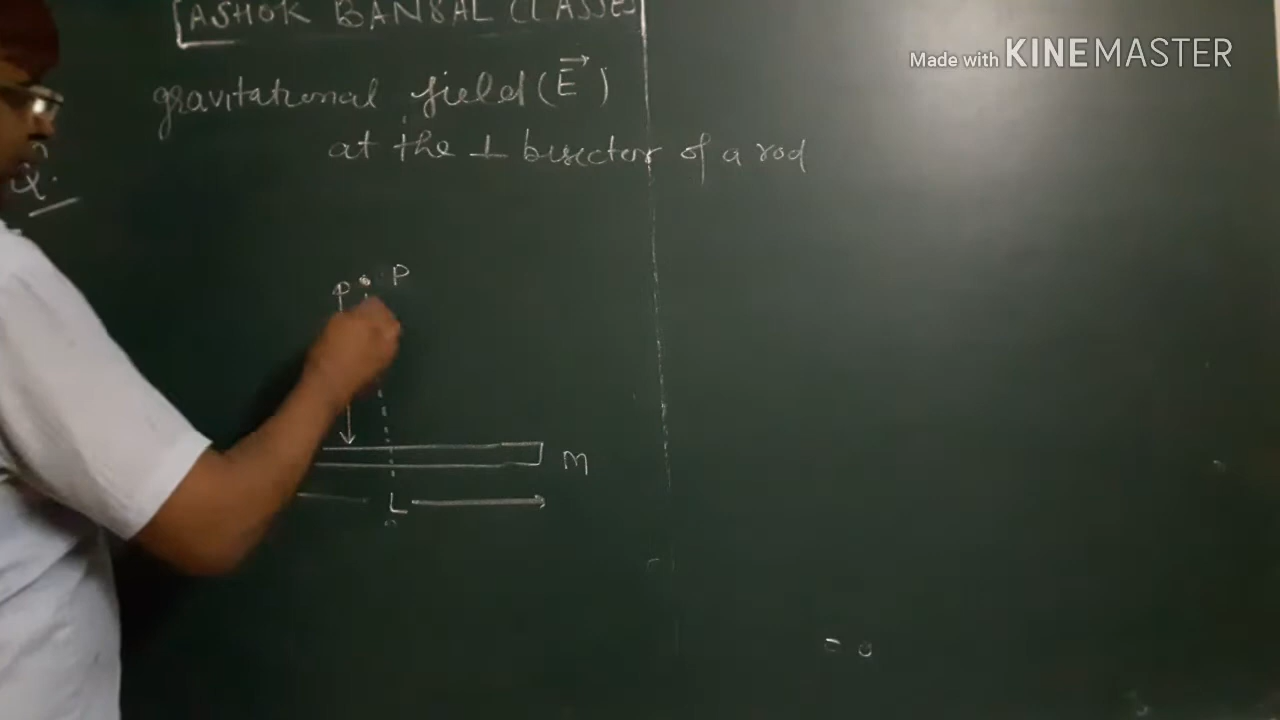 ASHOK BANSAL CLASSES
Made with KINEMASTER
gravitational field (E⃗)
at the ⊥ bisector of a rod
Q.
P
M
L